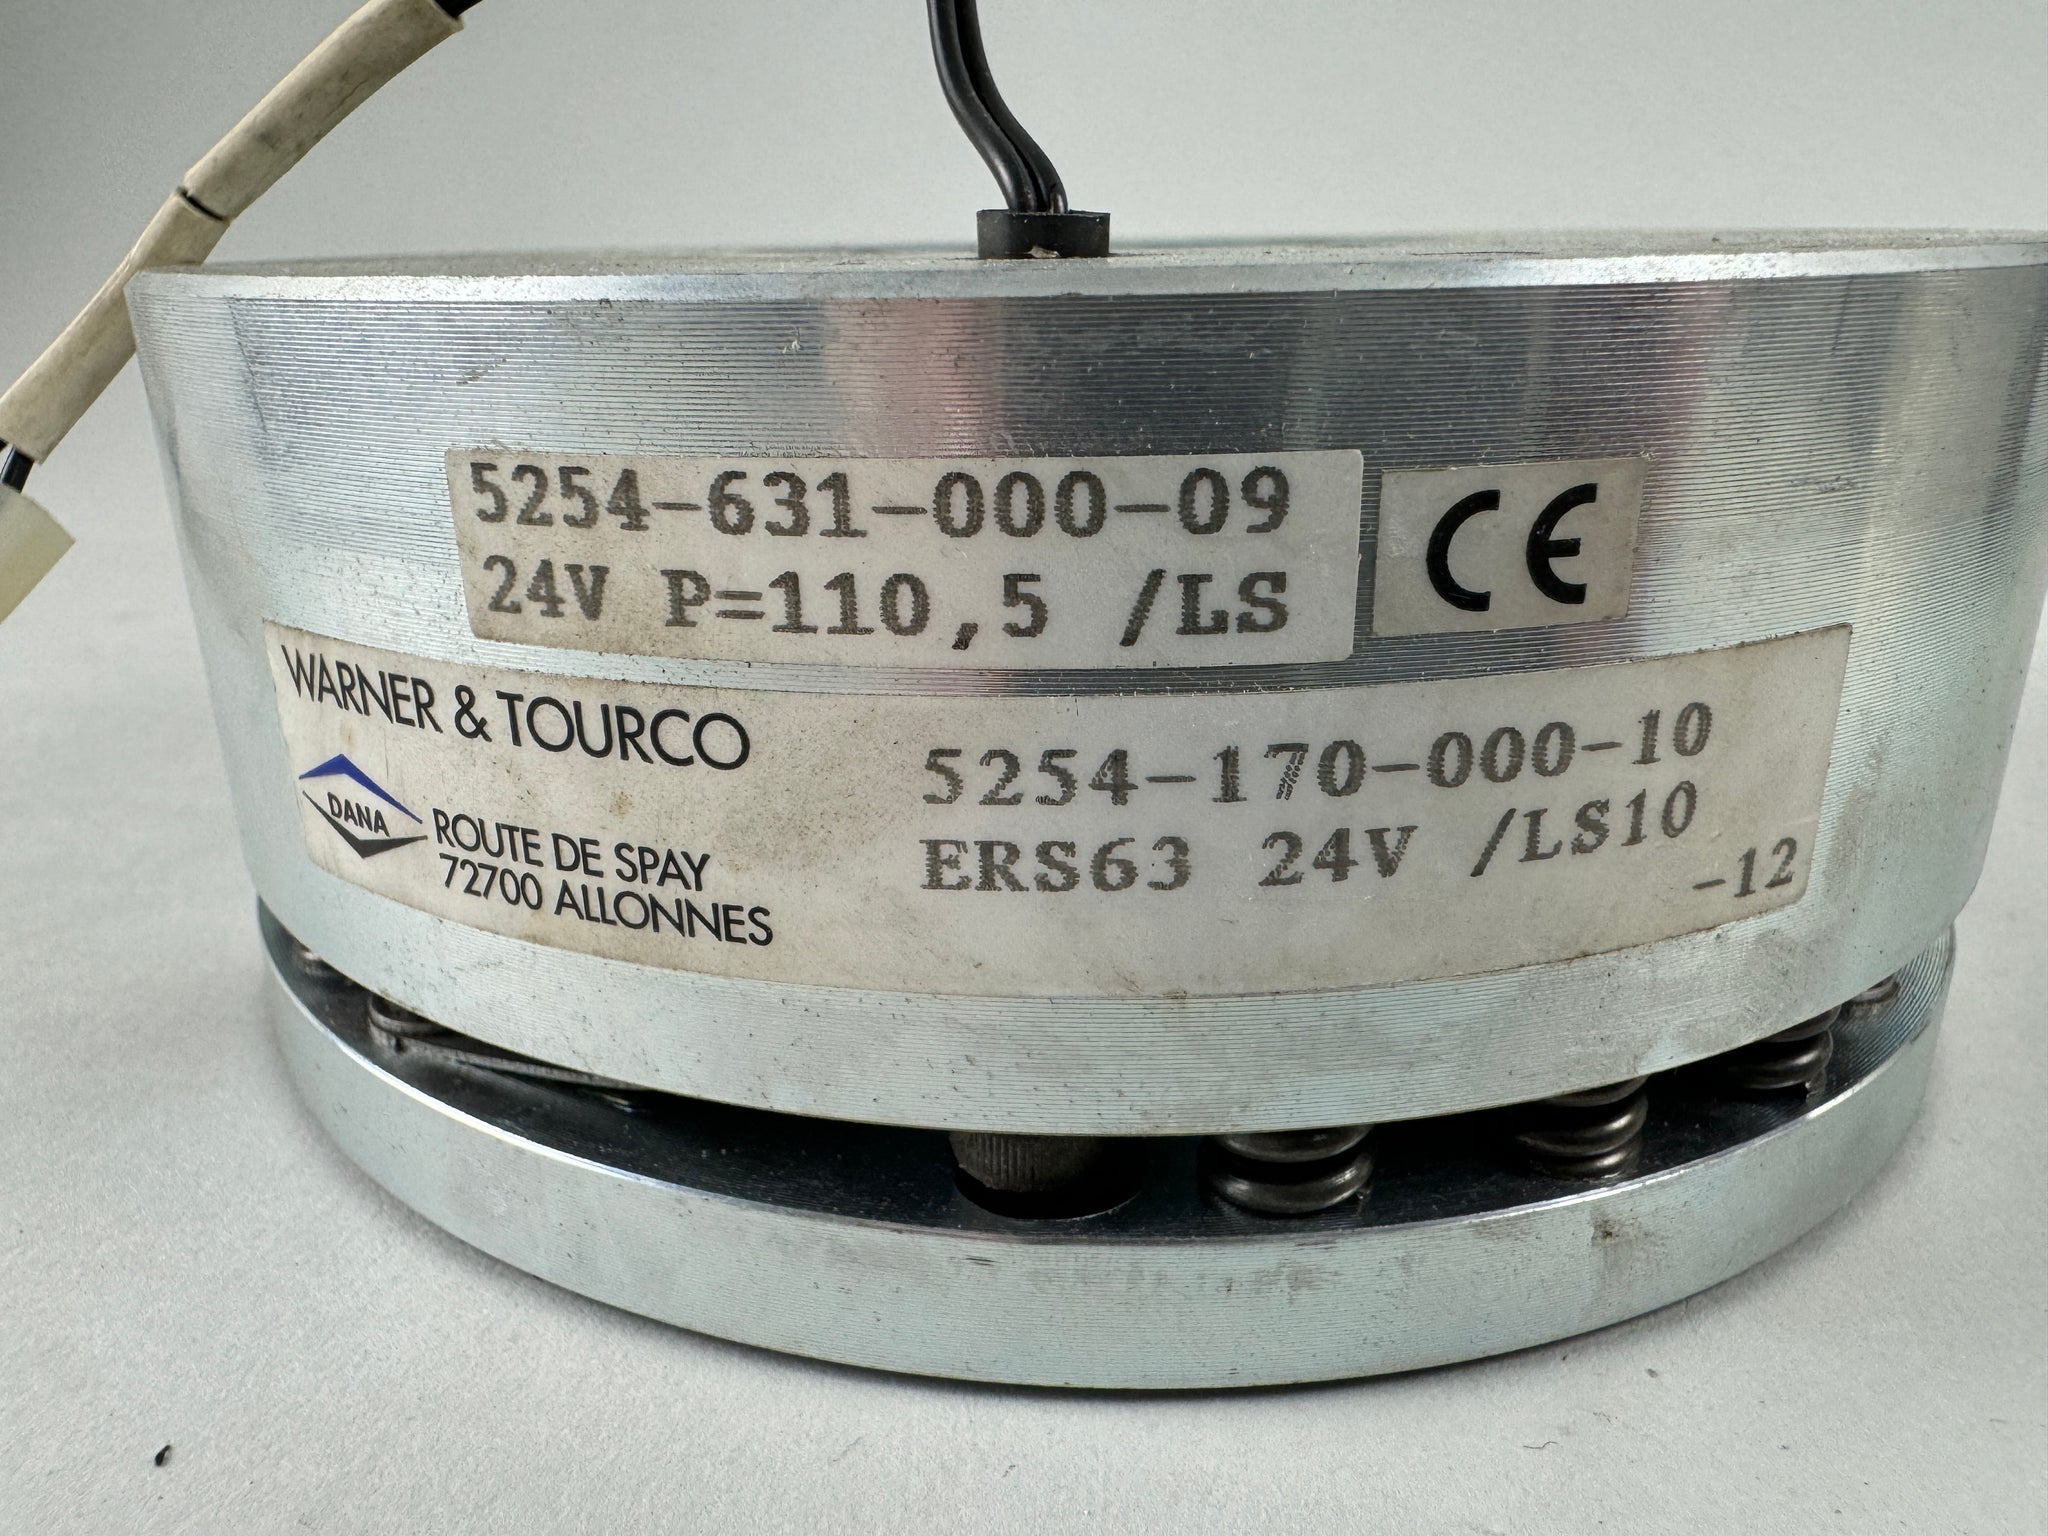 5254-631-000-09
24V P=110,5 /LS
CE
WARNER & TOURCO
DANA
ROUTE DE SPAY
72700 ALLONNES
5254-170-000-10
ERS63 24V /LS10
-12